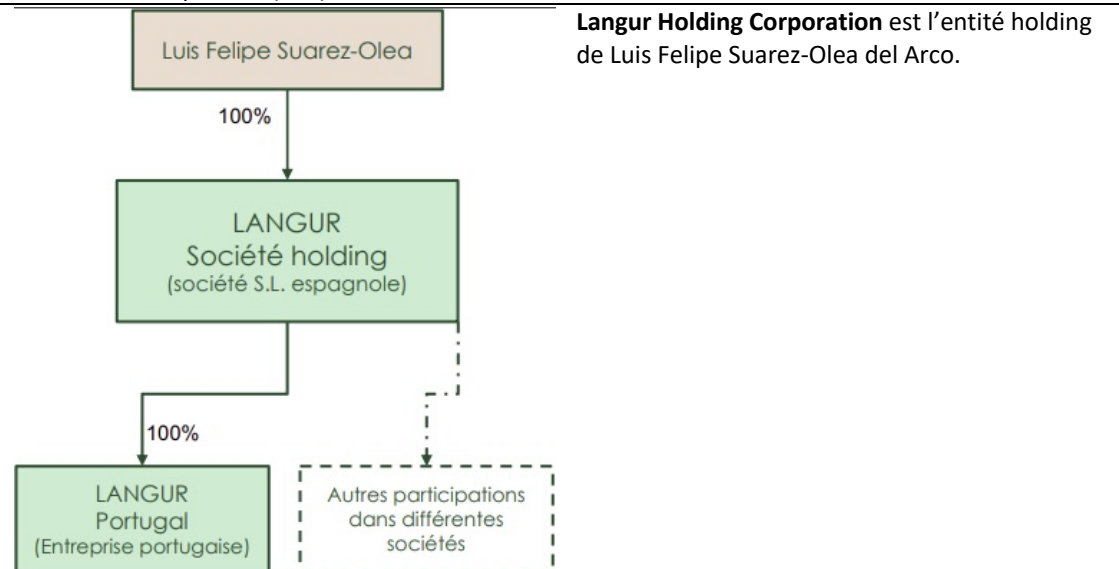 Luis Felipe Suarez-Olea
100%
LANGUR
Société holding
(société S.L. espagnole)
100%
LANGUR
Portugal
(Entreprise portugaise)
Autres participations
dans différentes
sociétés
Langur Holding Corporation est l’entité holding
de Luis Felipe Suarez-Olea del Arco.